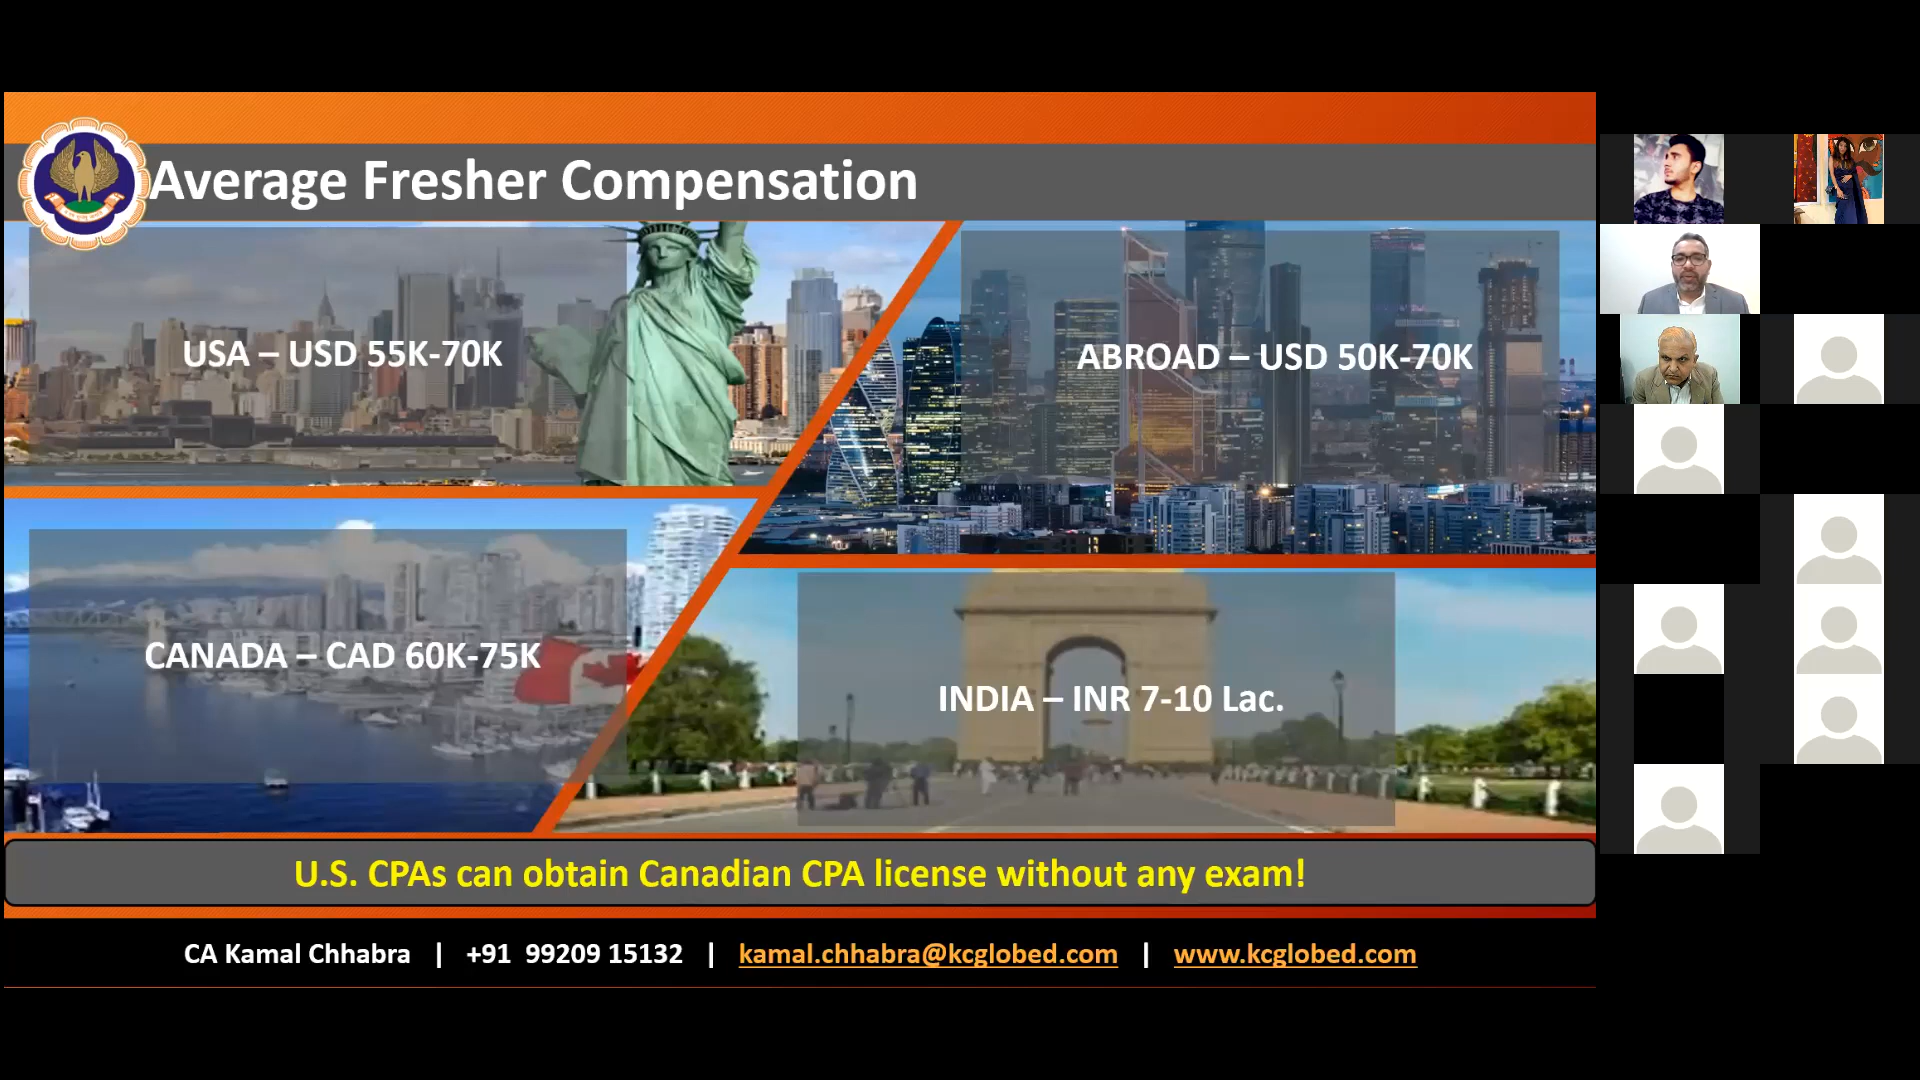 Average Fresher Compensation
USA – USD 55K-70K
ABROAD – USD 50K-70K
CANADA – CAD 60K-75K
INDIA – INR 7-10 Lac.
U.S. CPAs can obtain Canadian CPA license without any exam!
CA Kamal Chhabra | +91 99209 15132 | kamal.chhabra@kcglobed.com | www.kcglobed.com